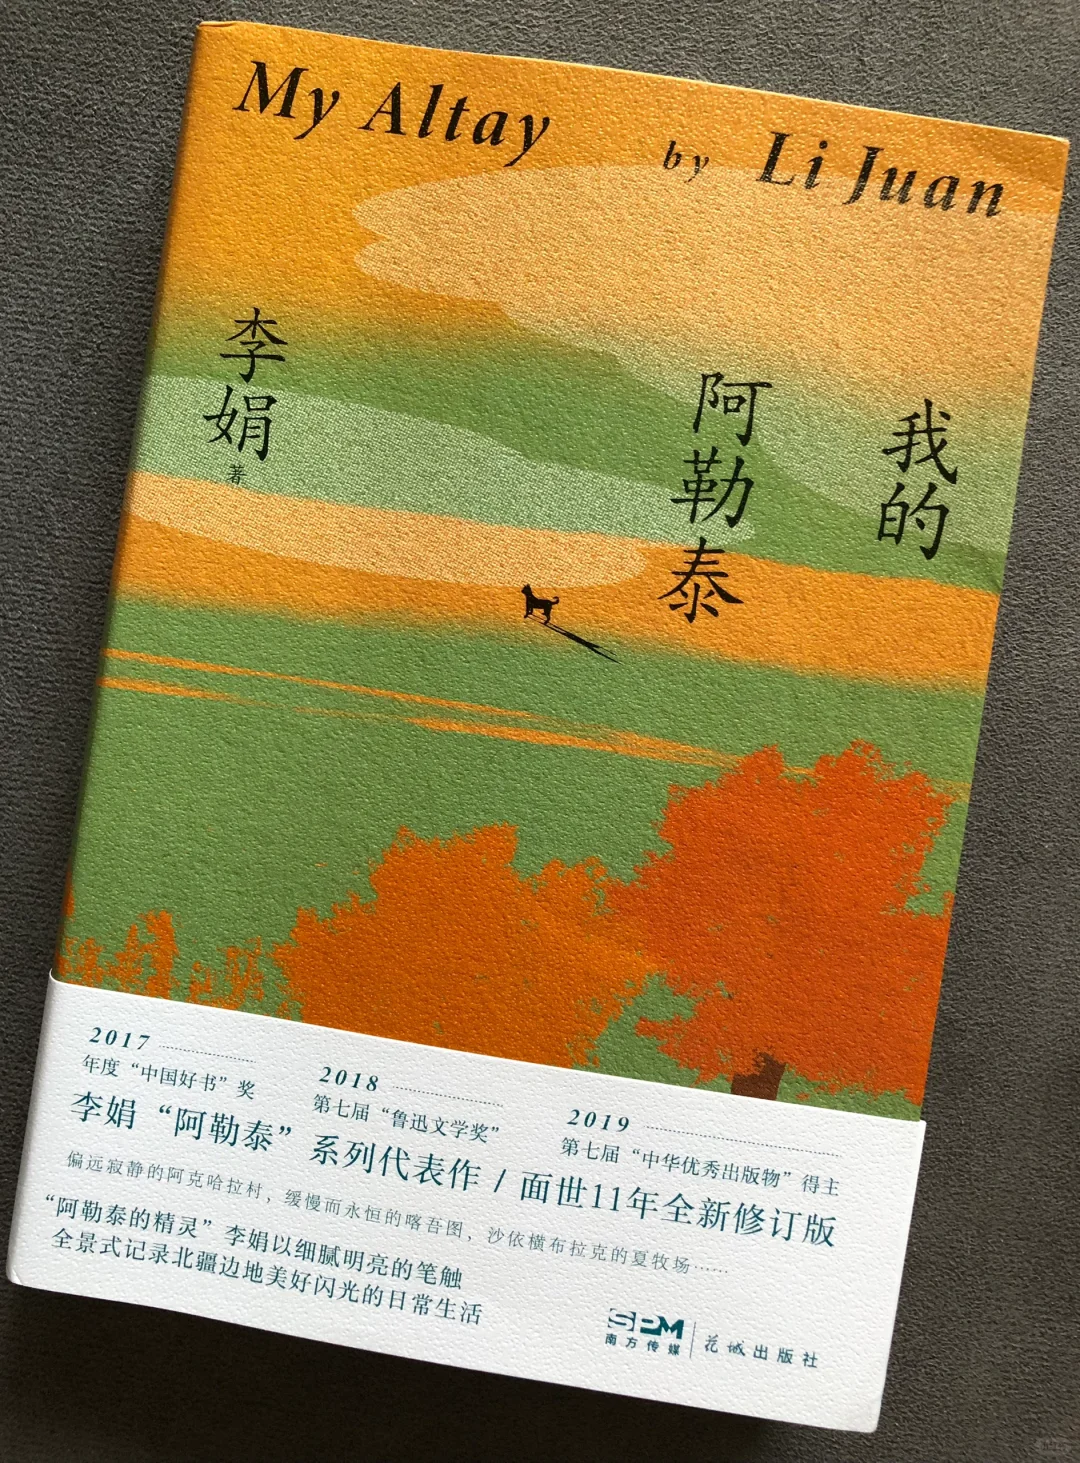 My Altay by Li Juan
我的
阿勒泰
李娟
著
2017
年度“中国好书”奖
2018
第七届“鲁迅文学奖”
2019
第七届“中华优秀出版物”得主
李娟“阿勒泰”系列代表作 / 面世11年全新修订版
偏远寂静的阿克哈拉村，缓慢而永恒的喀吾图，沙依横布拉克的夏牧场……
“阿勒泰的精灵”李娟以细腻明亮的笔触
全景式记录北疆边地美好闪光的日常生活
SPM
南方传媒
花城出版社